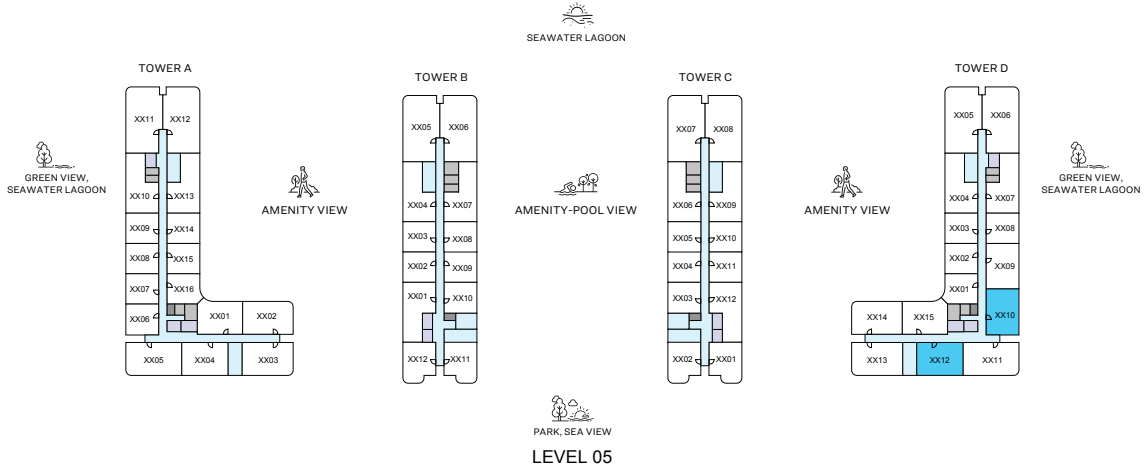 SEAWATER LAGOON
TOWER A
TOWER B
TOWER C
TOWER D
XX11 XX12
XX05 XX06
XX07 XX08
XX05 XX06
GREEN VIEW,
SEAWATER LAGOON
AMENITY VIEW
AMENITY-POOL VIEW
AMENITY VIEW
GREEN VIEW,
SEAWATER LAGOON
XX10 XX13
XX09 XX14
XX08 XX15
XX07 XX16
XX06
XX01 XX02
XX05 XX04 XX03
XX04 XX07
XX03 XX08
XX02 XX09
XX01 XX10
XX12 XX11
XX06 XX09
XX05 XX10
XX04 XX11
XX03 XX12
XX02 XX01
XX04 XX07
XX03 XX08
XX02 XX09
XX01
XX10
XX14 XX15
XX13 XX12 XX11
PARK, SEA VIEW
LEVEL 05